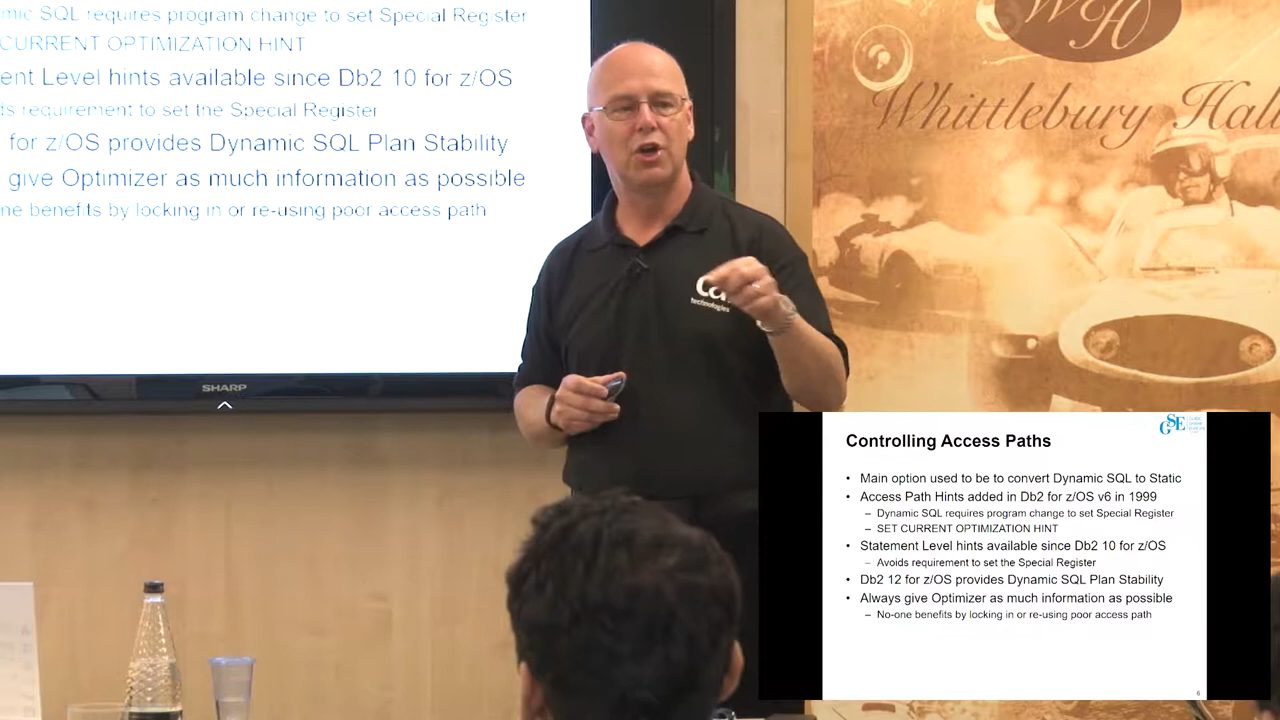 mic SQL requires program change to set Special Register
CURRENT OPTIMIZATION HINT
ent Level hints available since Db2 10 for z/OS
ds requirement to set the Special Register
for z/OS provides Dynamic SQL Plan Stability
give Optimizer as much information as possible
ne benefits by locking in or re-using poor access path
SHARP
WH
Whittlebury Hall
ca
technologies
GSE
Controlling Access Paths
• Main option used to be to convert Dynamic SQL to Static
• Access Path Hints added in Db2 for z/OS v6 in 1999
– Dynamic SQL requires program change to set Special Register
– SET CURRENT OPTIMIZATION HINT
• Statement Level hints available since Db2 10 for z/OS
– Avoids requirement to set the Special Register
• Db2 12 for z/OS provides Dynamic SQL Plan Stability
• Always give Optimizer as much information as possible
– No-one benefits by locking in or re-using poor access path
6